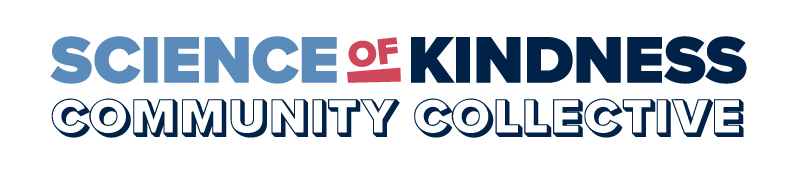 SCIENCE OF KINDNESS
COMMUNITY COLLECTIVE